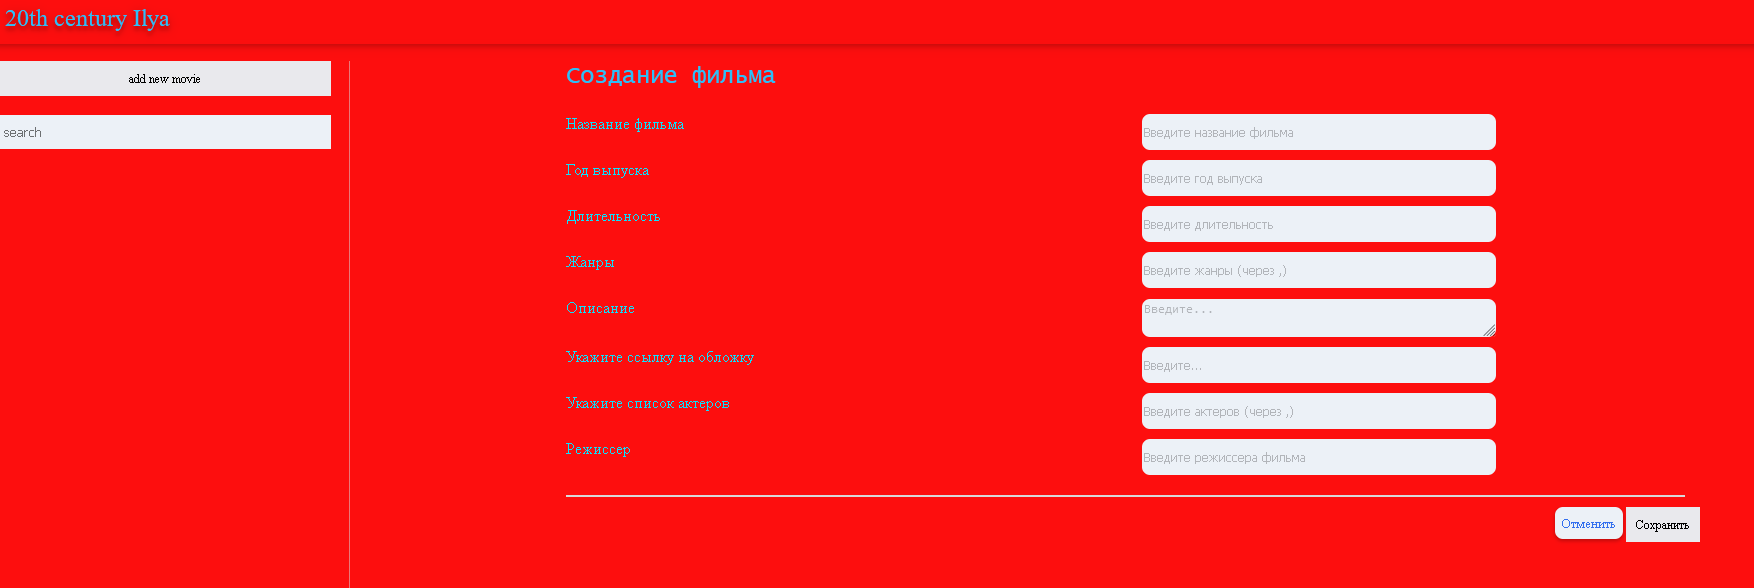 20th century Ilya
add new movie
search
Создание фильма
Название фильма
Введите название фильма
Год выпуска
Введите год выпуска
Длительность
Введите длительность
Жанры
Введите жанры (через ,)
Описание
Введите...
Укажите ссылку на обложку
Введите...
Укажите список актеров
Введите актеров (через ,)
Режиссер
Введите режиссера фильма
Отменить
Сохранить